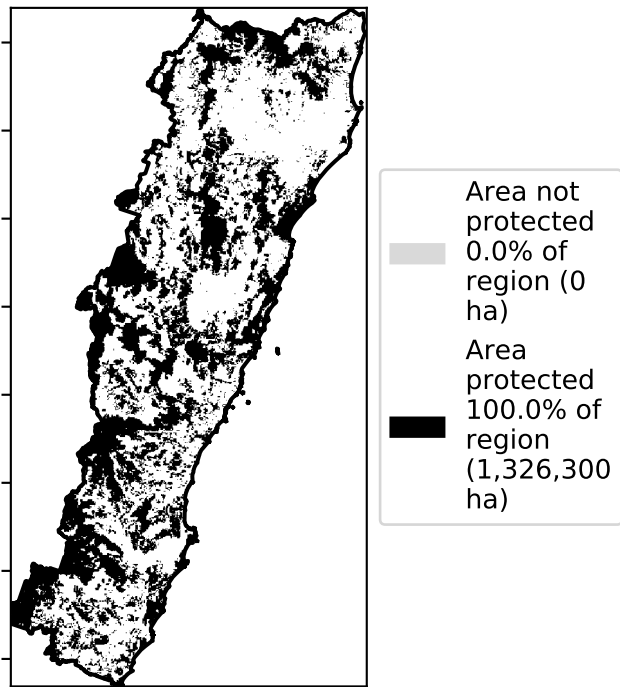 Area not
protected
0.0% of
region (0
ha)
Area
protected
100.0% of
region
(1,326,300
ha)